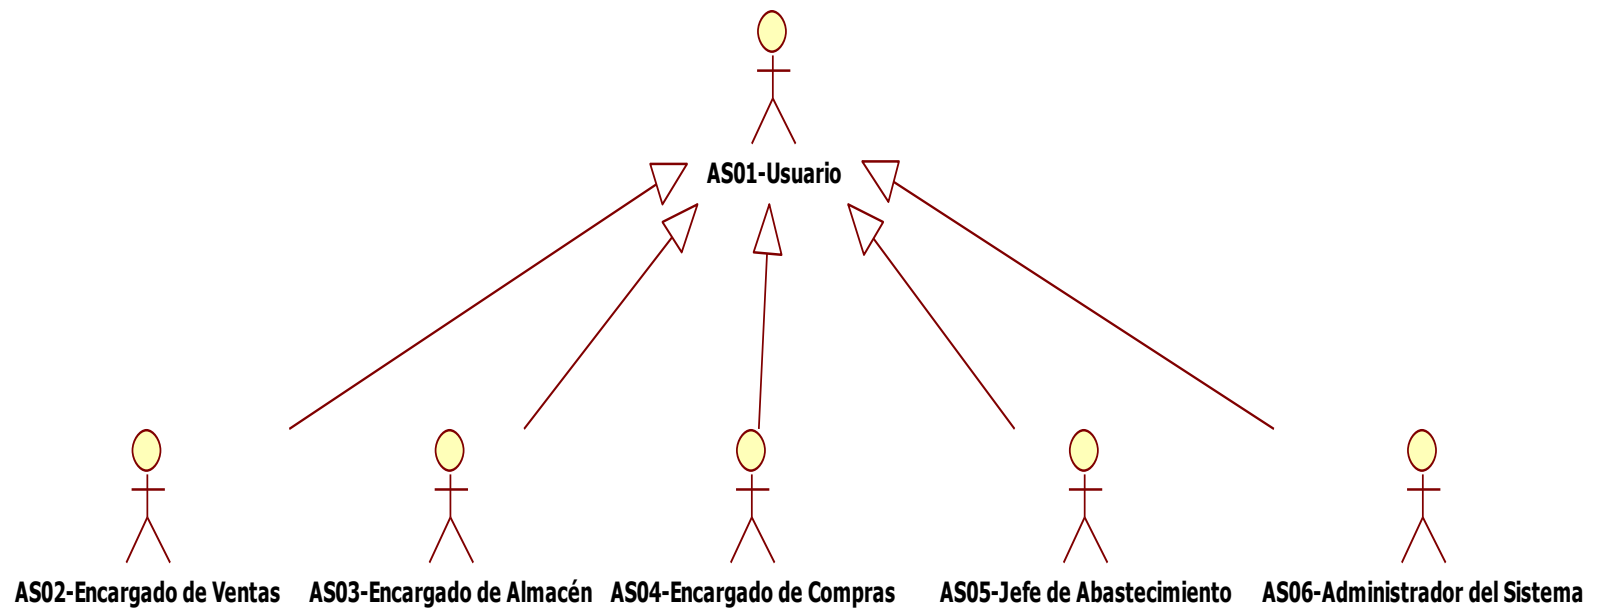 AS01-Usuario
AS02-Encargado de Ventas
AS03-Encargado de Almacén
AS04-Encargado de Compras
AS05-Jefe de Abastecimiento
AS06-Administrador del Sistema